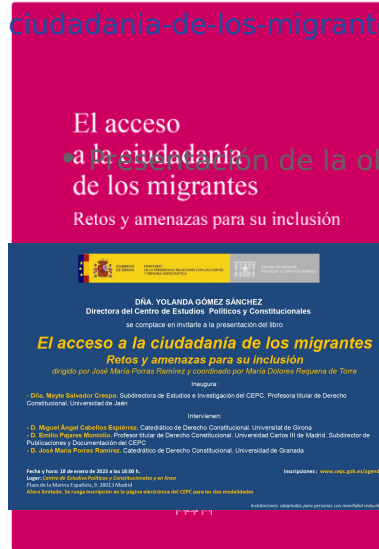 ciudadania-de-los-migrant
El acceso
a la ciudadanía
de los migrantes
• Presentación de la ob
Retos y amenazas para su inclusión
GOBIERNO DE ESPAÑA
MINISTERIO DE LA PRESIDENCIA, RELACIONES CON LAS CORTES Y MEMORIA DEMOCRÁTICA
CENTRO DE ESTUDIOS POLÍTICOS Y CONSTITUCIONALES
DÑA. YOLANDA GÓMEZ SÁNCHEZ
Directora del Centro de Estudios Políticos y Constitucionales
se complace en invitarle a la presentación del libro
El acceso a la ciudadanía de los migrantes
Retos y amenazas para su inclusión
dirigido por José María Porras Ramírez y coordinado por María Dolores Requena de Torre
Inaugura:
- Dña. Mayte Salvador Crespo. Subdirectora de Estudios e Investigación del CEPC. Profesora titular de Derecho
Constitucional. Universidad de Jaén
Intervienen:
- D. Miguel Ángel Cabellos Espiérrez. Catedrático de Derecho Constitucional. Universitat de Girona
- D. Emilio Pajares Montolío. Profesor titular de Derecho Constitucional. Universidad Carlos III de Madrid. Subdirector de
Publicaciones y Documentación del CEPC
- D. José María Porras Ramírez. Catedrático de Derecho Constitucional. Universidad de Granada
Fecha y hora: 18 de enero de 2023 a las 18:00 h.
Lugar: Centro de Estudios Políticos y Constitucionales y en línea
Inscripciones : www.cepc.gob.es/agend
Plaza de la Marina Española, 9. 28013 Madrid
Aforo limitado. Se ruega inscripción en la página electrónica del CEPC para las dos modalidades
Instalaciones adaptadas para personas con movilidad reducid